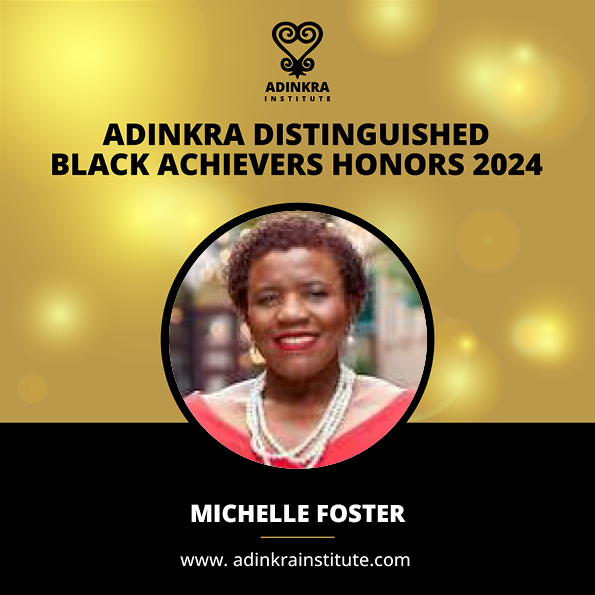 ADINKRA
INSTITUTE
ADINKRA DISTINGUISHED
BLACK ACHIEVERS HONORS 2024
MICHELLE FOSTER
www. adinkrainstitute.com